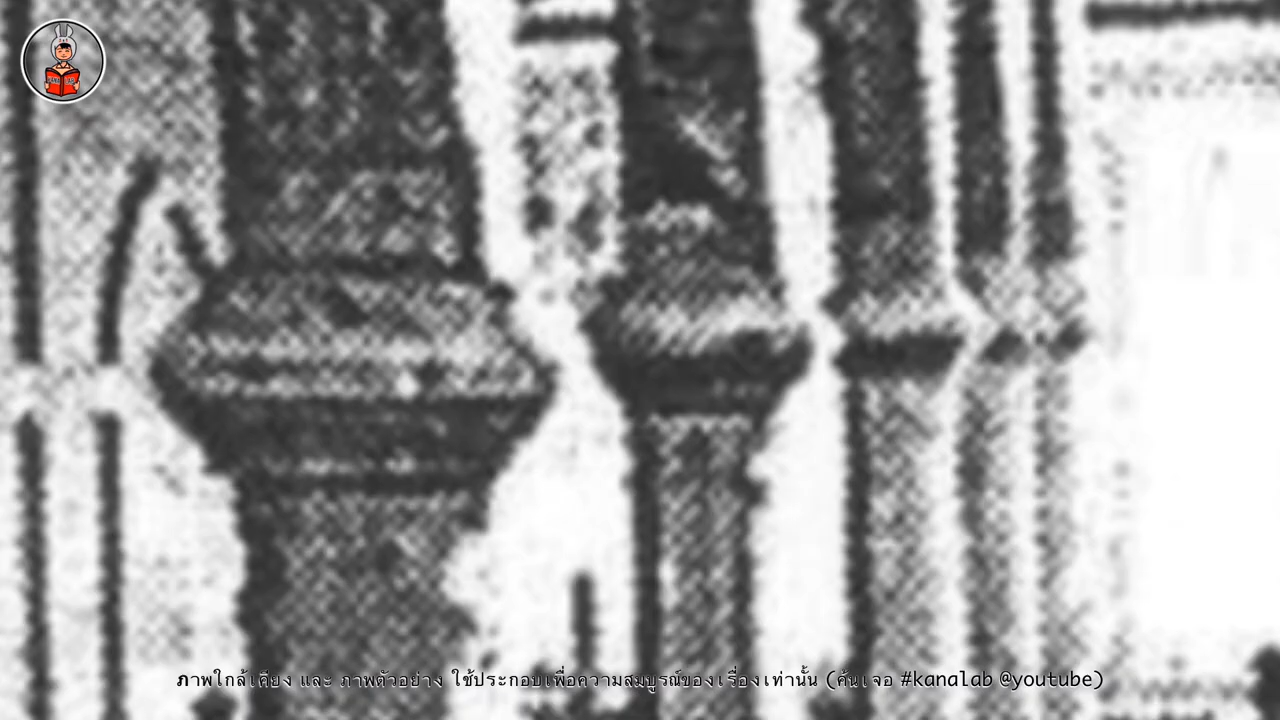 ภาพใกล้เคียง และ ภาพตัวอย่าง ใช้ประกอบเพื่อความสมบูรณ์ของเรื่องเท่านั้น (ค้นเจอ #kanalab @youtube)